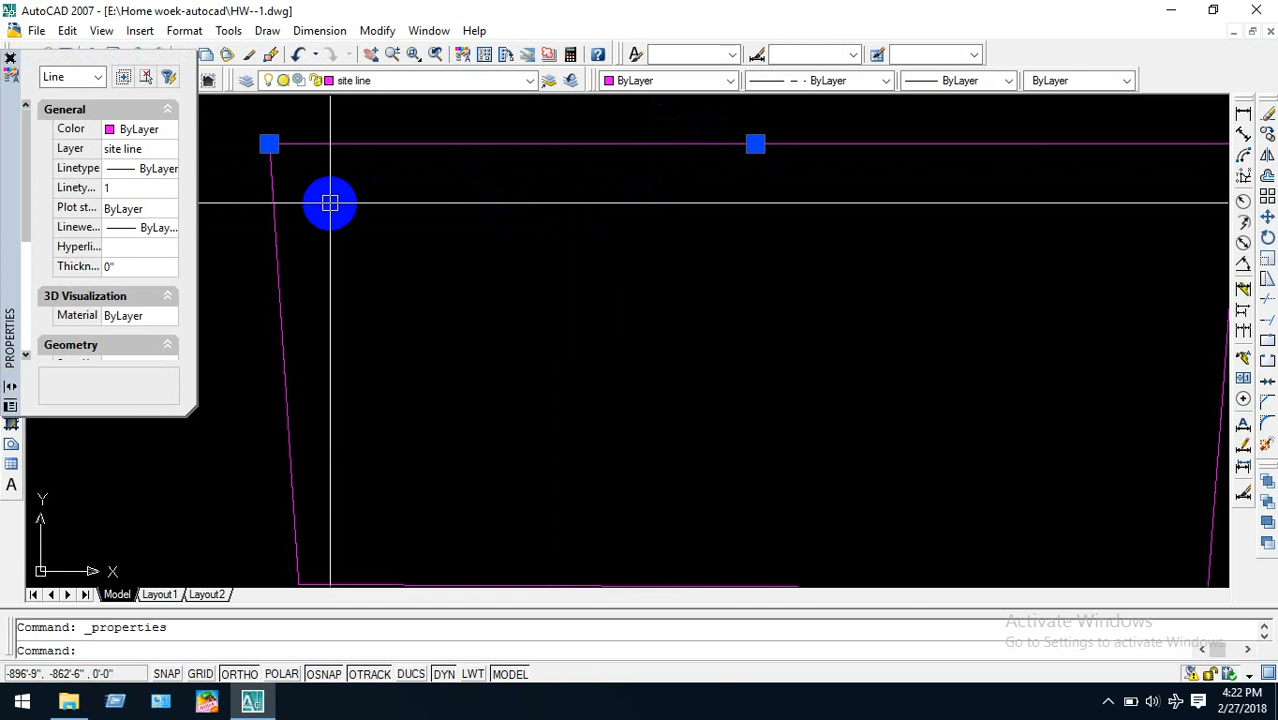 AutoCAD 2007 - [E:\Home woek-autocad\HW--1.dwg]
File Edit View Insert Format Tools Draw Dimension Modify Window Help
Line
site line
ByLayer
ByLayer
ByLayer
ByLayer
General
Color ByLayer
Layer site line
Linetype ByLayer
Linety... 1
Plot st... ByLayer
Linewe... ByLay...
Hyperli...
Thickn... 0"
3D Visualization
Material ByLayer
Geometry
PROPERTIES
A
Y
X
Model Layout1 Layout2
Command: _properties
Command:
Activate Windows
Go to Settings to activate Windows.
-896'-9", -862'-6" , 0'-0" SNAP GRID ORTHO POLAR OSNAP OTRACK DUCS DYN LWT MODEL
4:22 PM
2/27/2018